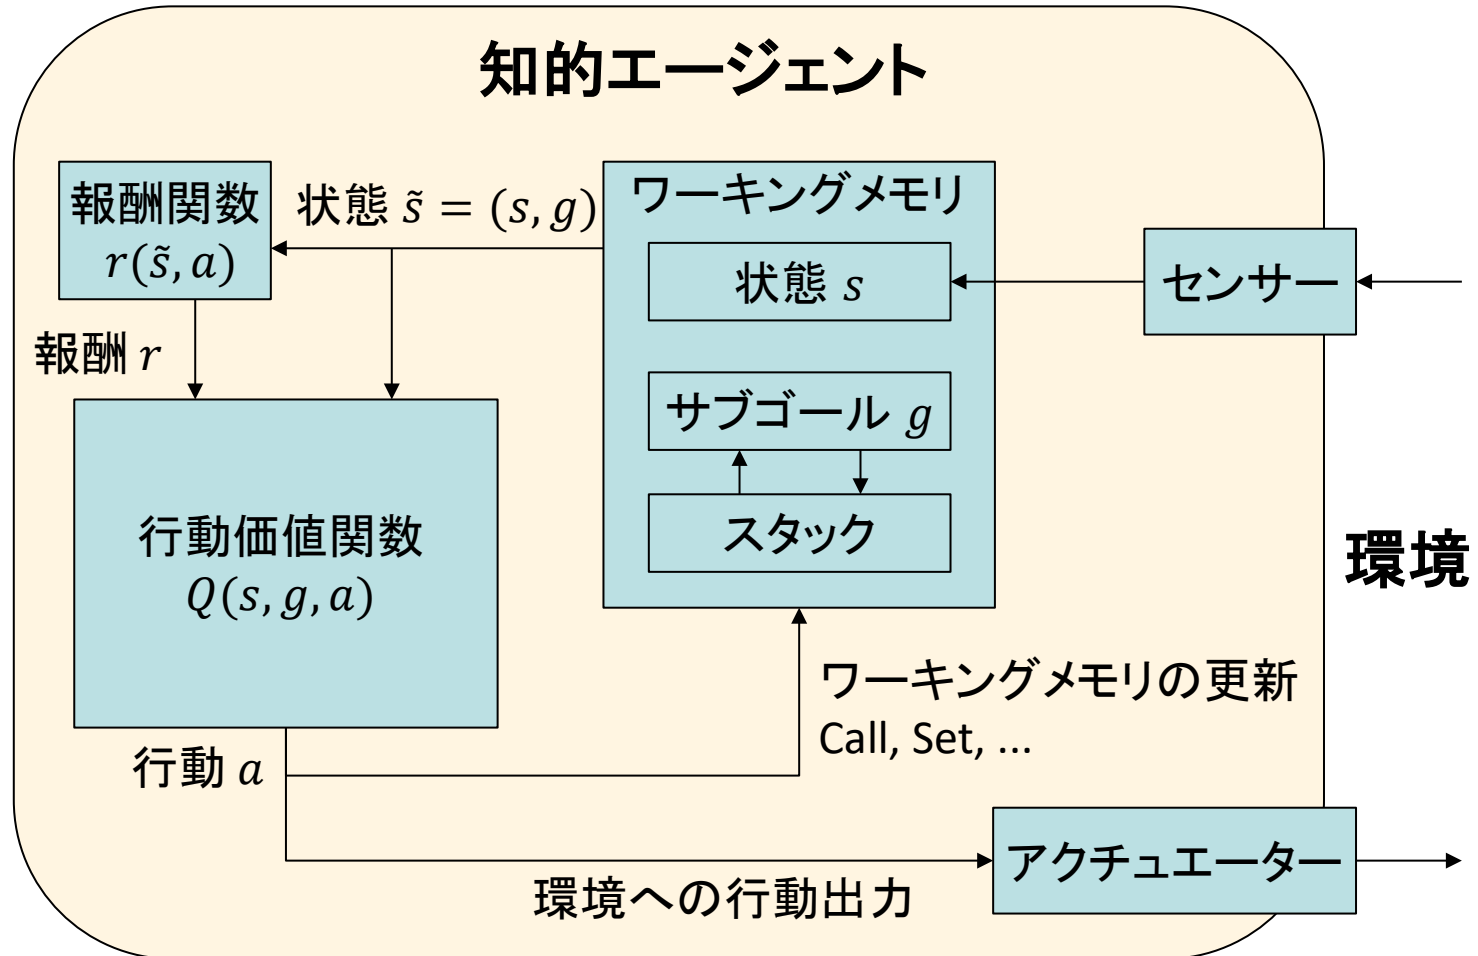 知的エージェント
報酬関数
r(s̃, a)
状態 s̃ = (s, g)
ワーキングメモリ
状態 s
センサー
報酬 r
サブゴール g
スタック
行動価値関数
Q(s, g, a)
環境
ワーキングメモリの更新
Call, Set, ...
行動 a
アクチュエーター
環境への行動出力